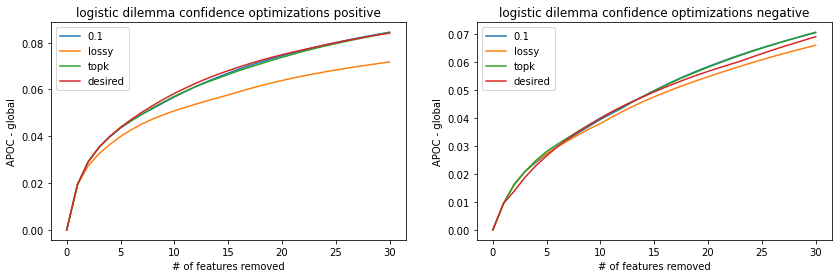 logistic dilemma confidence optimizations positive
APOC - global
0.08
0.06
0.04
0.02
0.00
0.1
lossy
topk
desired
0 5 10 15 20 25 30
# of features removed
logistic dilemma confidence optimizations negative
APOC - global
0.07
0.06
0.05
0.04
0.03
0.02
0.01
0.00
0.1
lossy
topk
desired
0 5 10 15 20 25 30
# of features removed